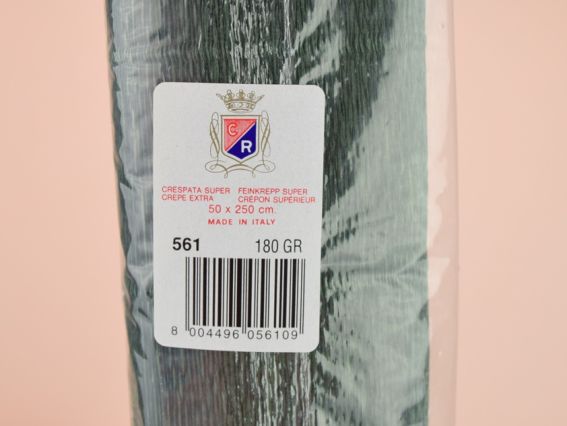 C
R
CRESPATA SUPER FEINKREPP SUPER
CREPE EXTRA CRÉPON SUPÉRIEUR
50 x 250 cm.
MADE IN ITALY
561 180 GR
8 004496 056109